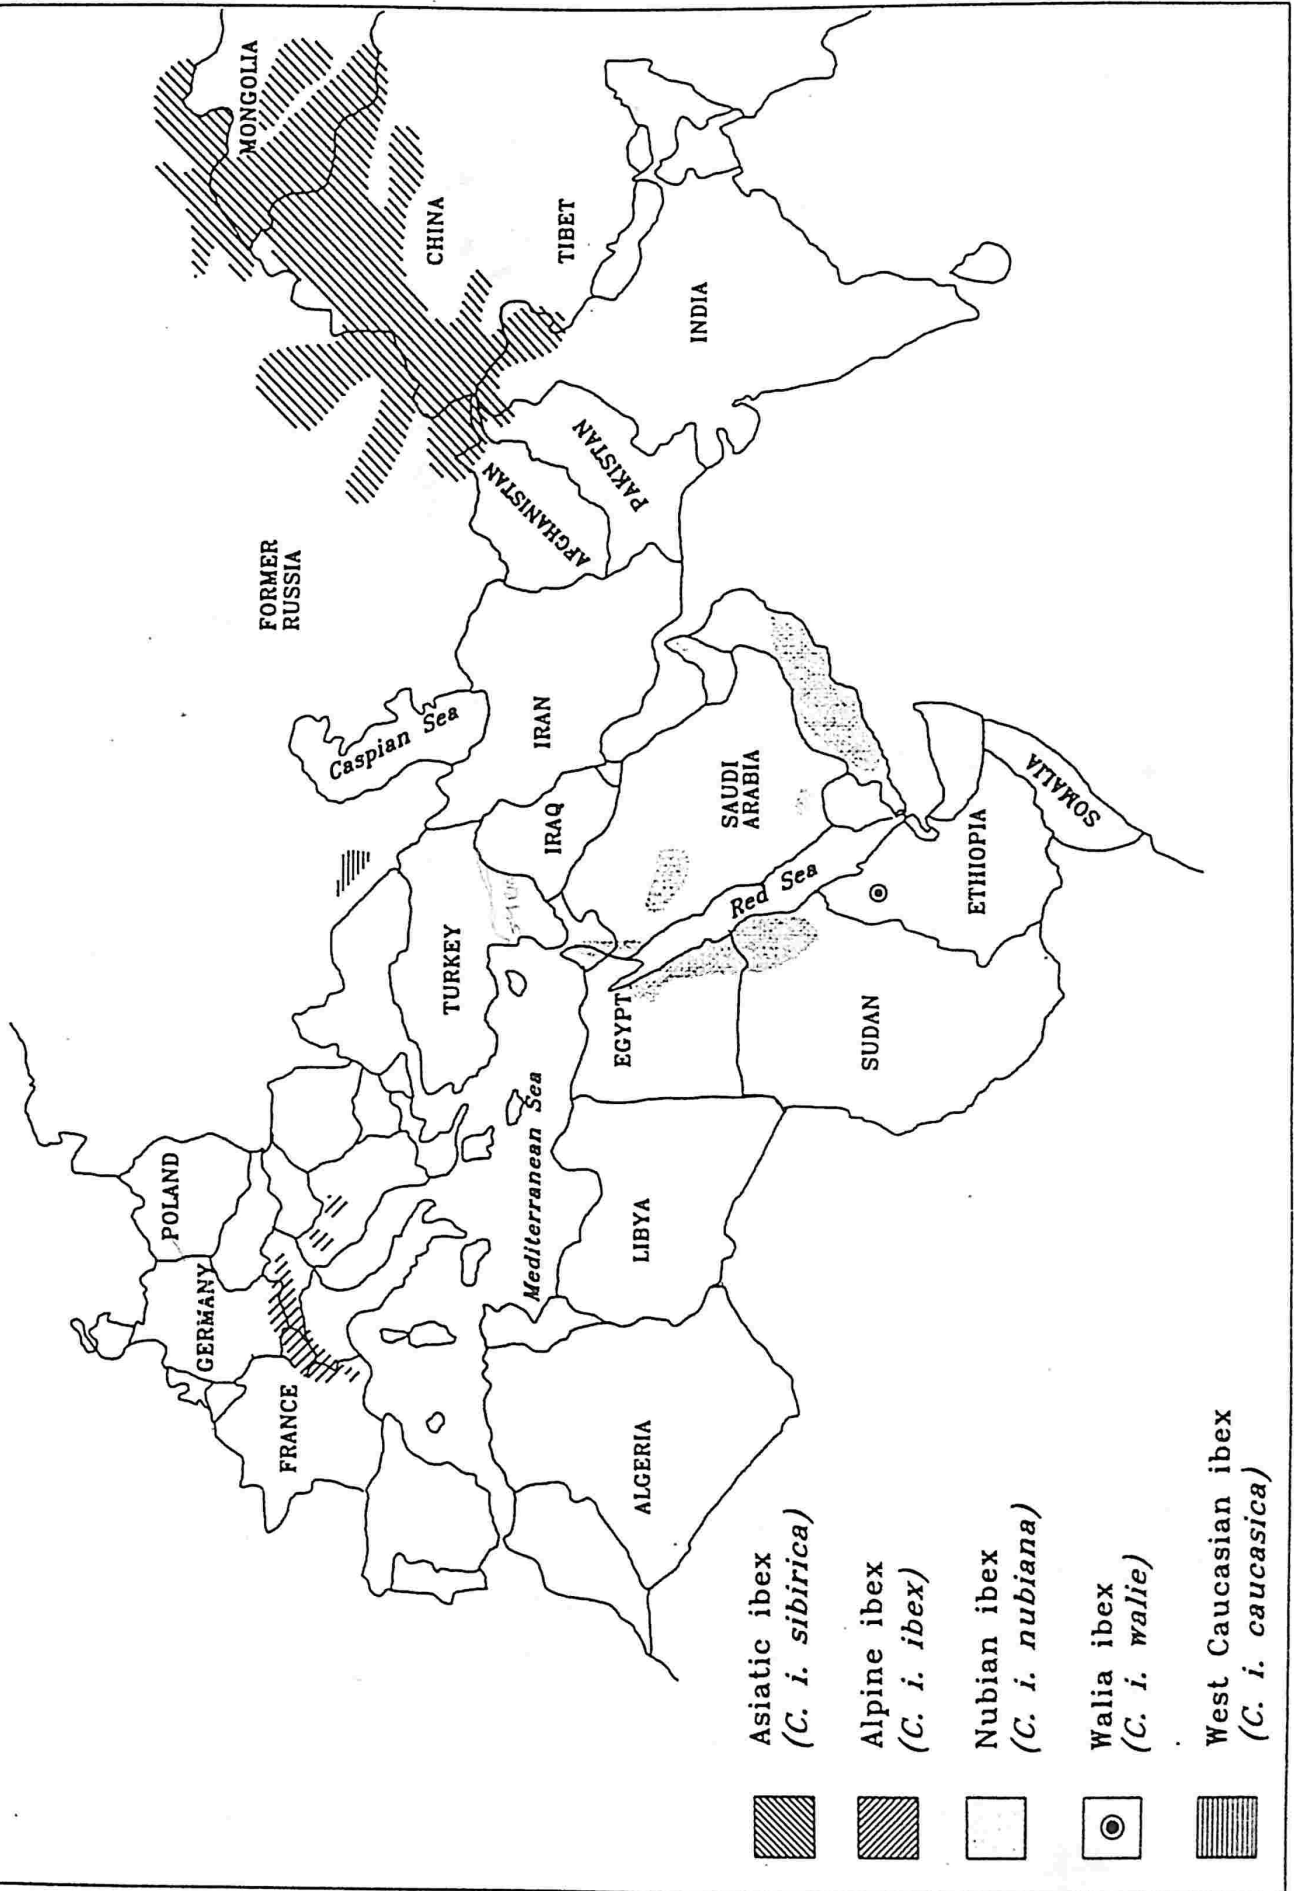 MONGOLIA
CHINA
TIBET
INDIA
PAKISTAN
AFGHANISTAN
FORMER
RUSSIA
Caspian Sea
IRAN
IRAQ
SAUDI
ARABIA
Red Sea
SOMALIA
ETHIOPIA
TURKEY
EGYPT
SUDAN
Mediterranean Sea
POLAND
GERMANY
FRANCE
LIBYA
ALGERIA
Asiatic ibex
(C. i. sibirica)
Alpine ibex
(C. i. ibex)
Nubian ibex
(C. i. nubiana)
Walia ibex
(C. i. walie)
West Caucasian ibex
(C. i. caucasica)